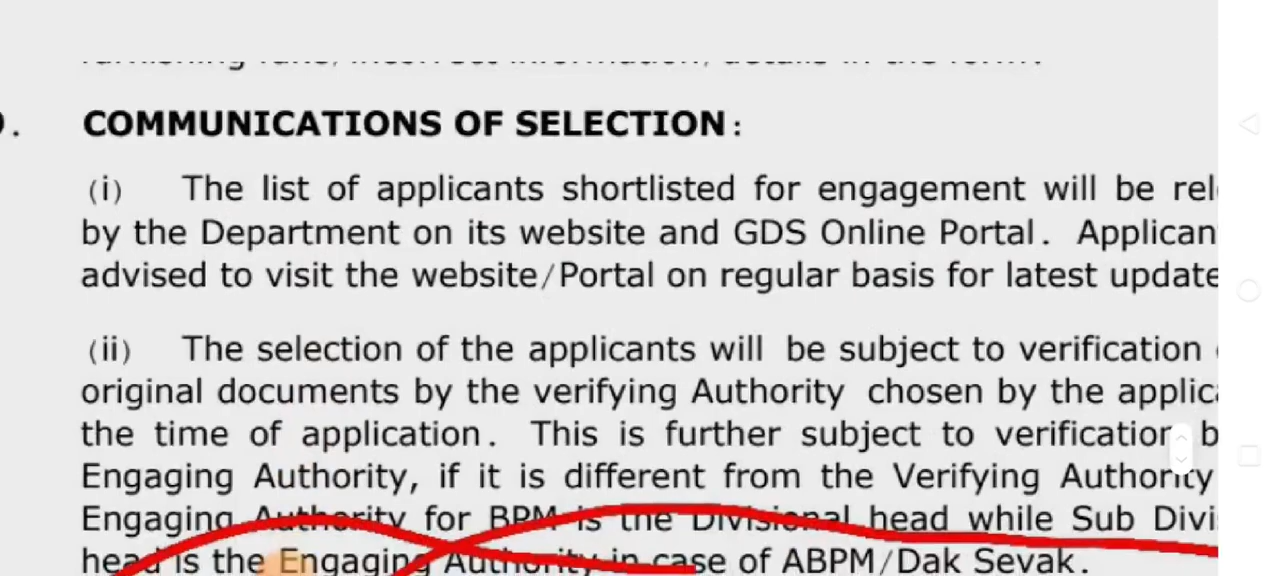 COMMUNICATIONS OF SELECTION :
(i) The list of applicants shortlisted for engagement will be rel
by the Department on its website and GDS Online Portal. Applican
advised to visit the website/Portal on regular basis for latest update
(ii) The selection of the applicants will be subject to verification
original documents by the verifying Authority chosen by the applic
the time of application. This is further subject to verification b
Engaging Authority, if it is different from the Verifying Authority
Engaging Authority for BPM is the Divisional head while Sub Divi
head is the Engaging Authority in case of ABPM/Dak Sevak.